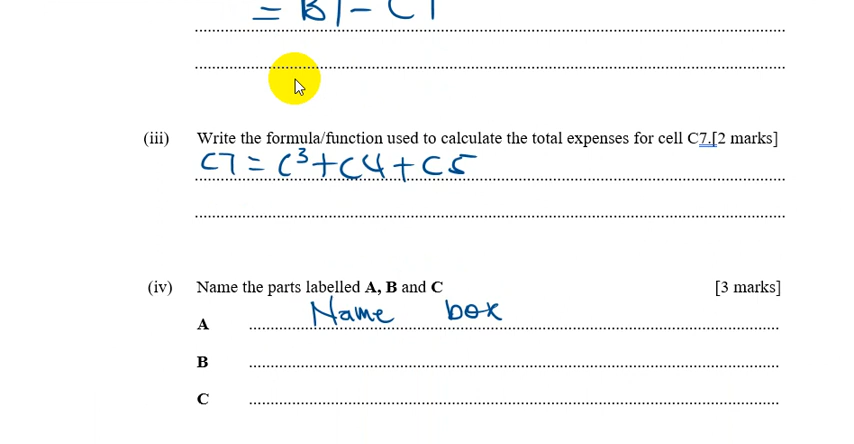 = B1 - C7
(iii) Write the formula/function used to calculate the total expenses for cell C7.[2 marks]
C7 = C3+C4+C5
(iv) Name the parts labelled A, B and C [3 marks]
A Name box
B
C